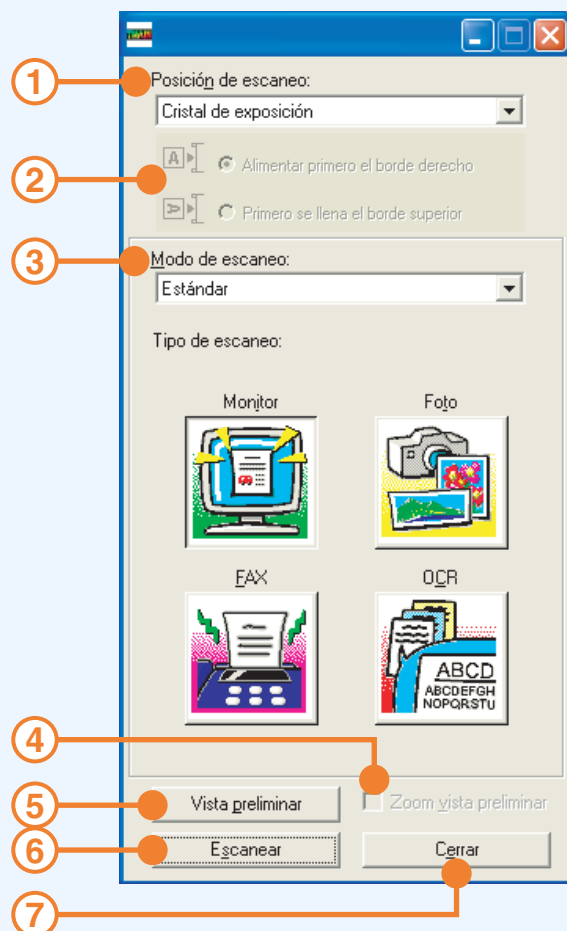 1
Posición de escaneo:
Cristal de exposición
2
A
Alimentar primero el borde derecho
A
Primero se llena el borde superior
3
Modo de escaneo:
Estándar
Tipo de escaneo:
Monitor Foto
FAX OCR
ABCD
ABCDEFGH
NOPQRSTU
4
5
Vista preliminar Zoom vista preliminar
6
Escanear Cerrar
7